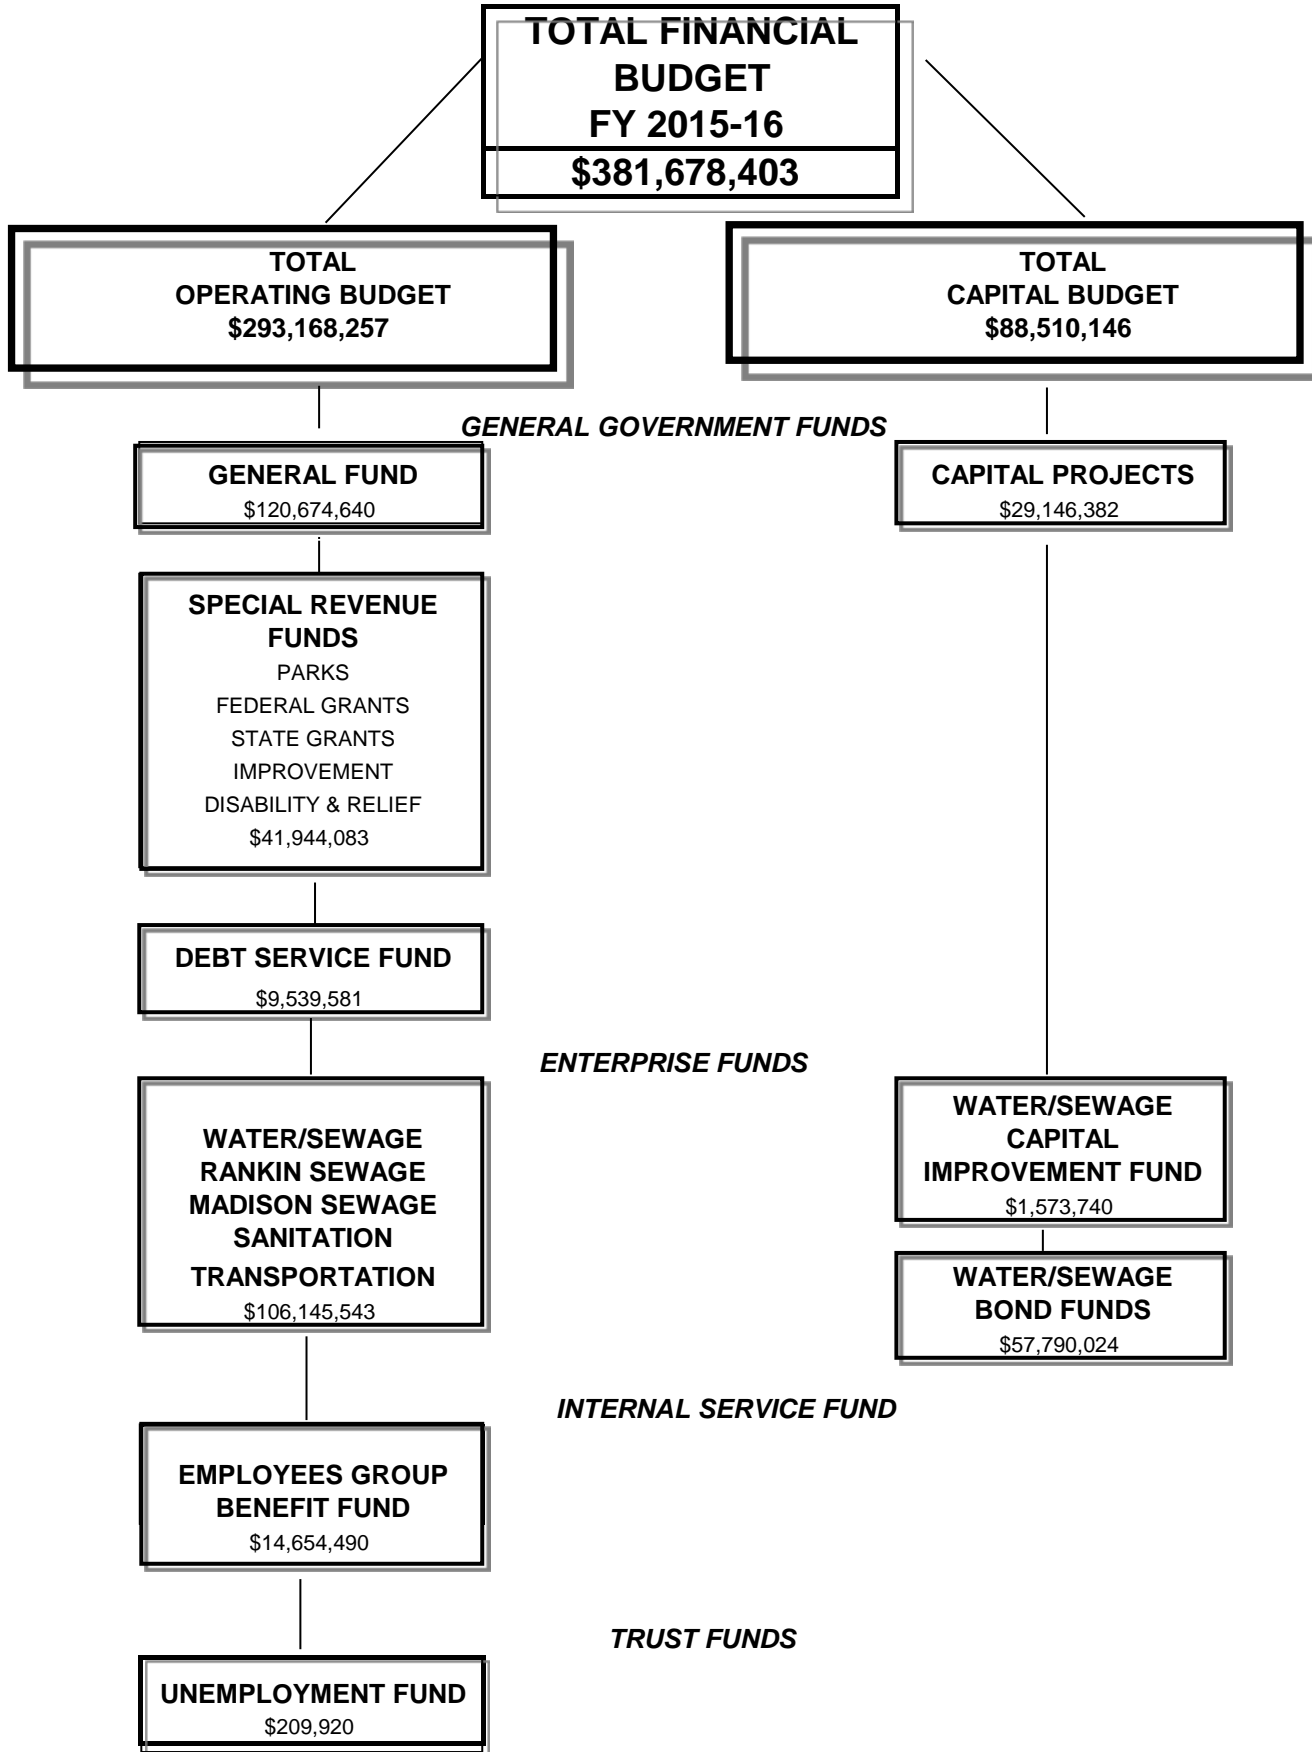 TOTAL FINANCIAL
BUDGET
FY 2015-16
$381,678,403
TOTAL
OPERATING BUDGET
$293,168,257
TOTAL
CAPITAL BUDGET
$88,510,146
GENERAL GOVERNMENT FUNDS
GENERAL FUND
$120,674,640
CAPITAL PROJECTS
$29,146,382
SPECIAL REVENUE
FUNDS
PARKS
FEDERAL GRANTS
STATE GRANTS
IMPROVEMENT
DISABILITY & RELIEF
$41,944,083
DEBT SERVICE FUND
$9,539,581
ENTERPRISE FUNDS
WATER/SEWAGE
RANKIN SEWAGE
MADISON SEWAGE
SANITATION
TRANSPORTATION
$106,145,543
WATER/SEWAGE
CAPITAL
IMPROVEMENT FUND
$1,573,740
WATER/SEWAGE
BOND FUNDS
$57,790,024
INTERNAL SERVICE FUND
EMPLOYEES GROUP
BENEFIT FUND
$14,654,490
TRUST FUNDS
UNEMPLOYMENT FUND
$209,920